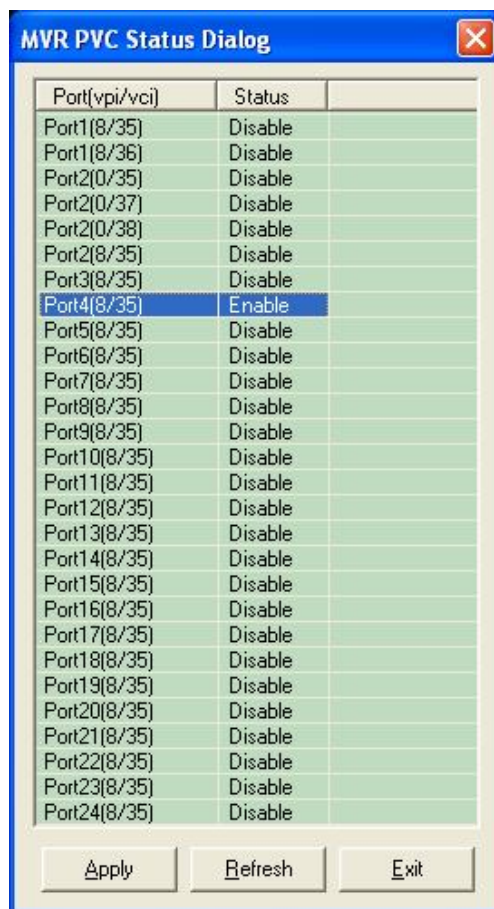 MVR PVC Status Dialog
Port(vpi/vci) Status
Port1(8/35) Disable
Port1(8/36) Disable
Port2(0/35) Disable
Port2(0/37) Disable
Port2(0/38) Disable
Port2(8/35) Disable
Port3(8/35) Disable
Port4(8/35) Enable
Port5(8/35) Disable
Port6(8/35) Disable
Port7(8/35) Disable
Port8(8/35) Disable
Port9(8/35) Disable
Port10(8/35) Disable
Port11(8/35) Disable
Port12(8/35) Disable
Port13(8/35) Disable
Port14(8/35) Disable
Port15(8/35) Disable
Port16(8/35) Disable
Port17(8/35) Disable
Port18(8/35) Disable
Port19(8/35) Disable
Port20(8/35) Disable
Port21(8/35) Disable
Port22(8/35) Disable
Port23(8/35) Disable
Port24(8/35) Disable
Apply Refresh Exit